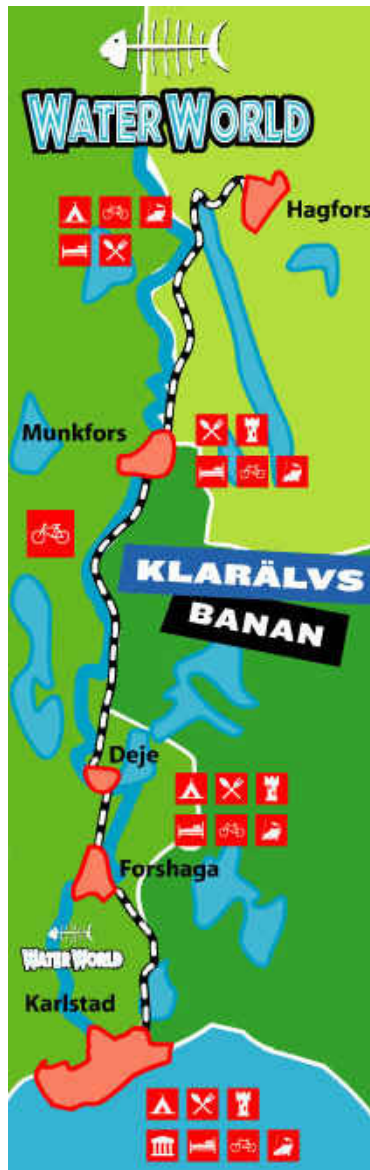 WATER WORLD
Hagfors
Munkfors
KLARÄLVS
BANAN
Deje
Forshaga
WATER WORLD
Karlstad